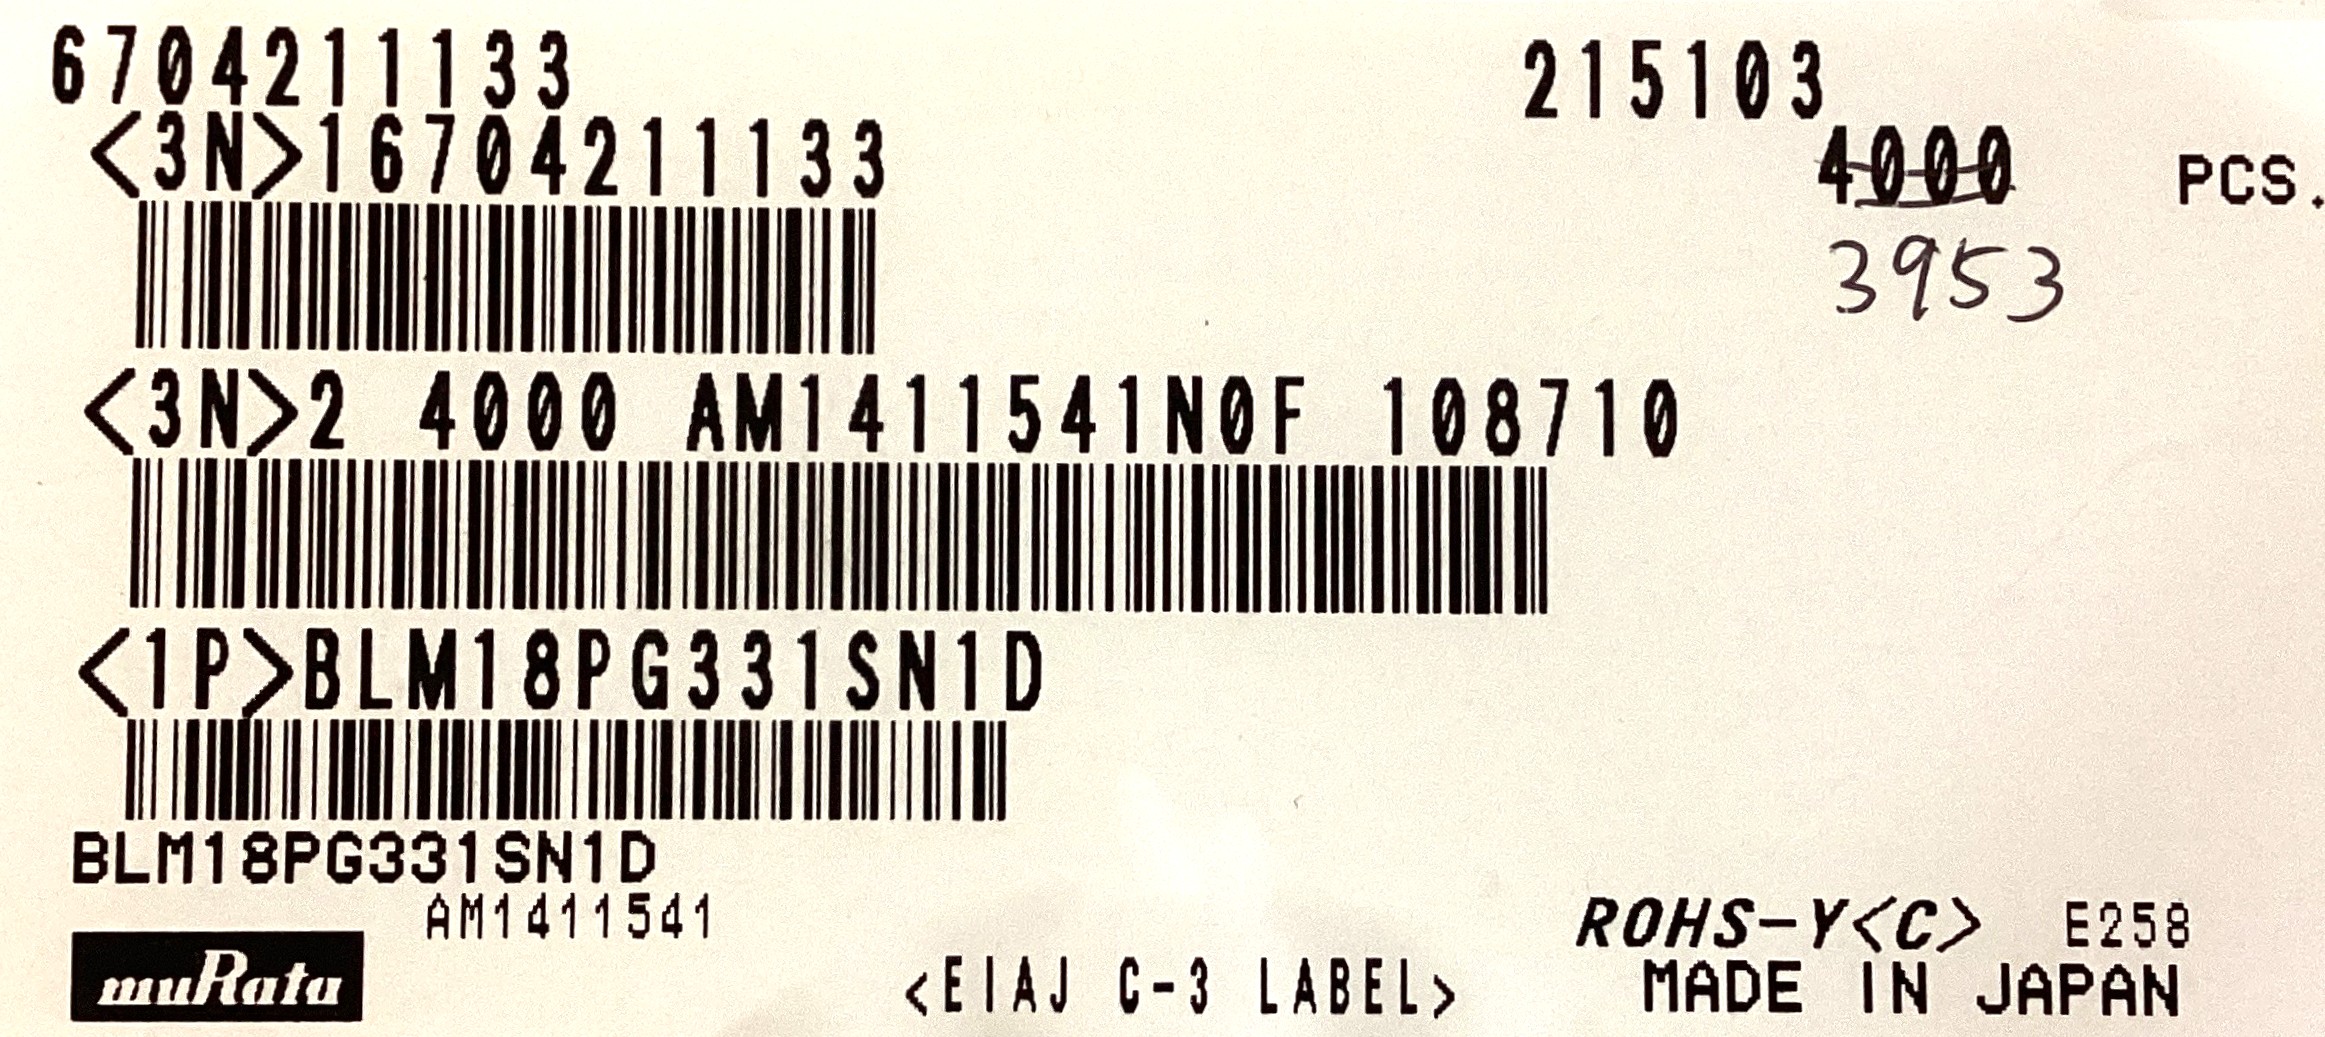 6704211133 215103
<3N>16704211133 4000 PCS.
3953
<3N>2 4000 AM1411541N0F 108710
<1P>BLM18PG331SN1D
BLM18PG331SN1D
AM1411541
muRata
ROHS-Y<C> E258
<EIAJ C-3 LABEL>
MADE IN JAPAN